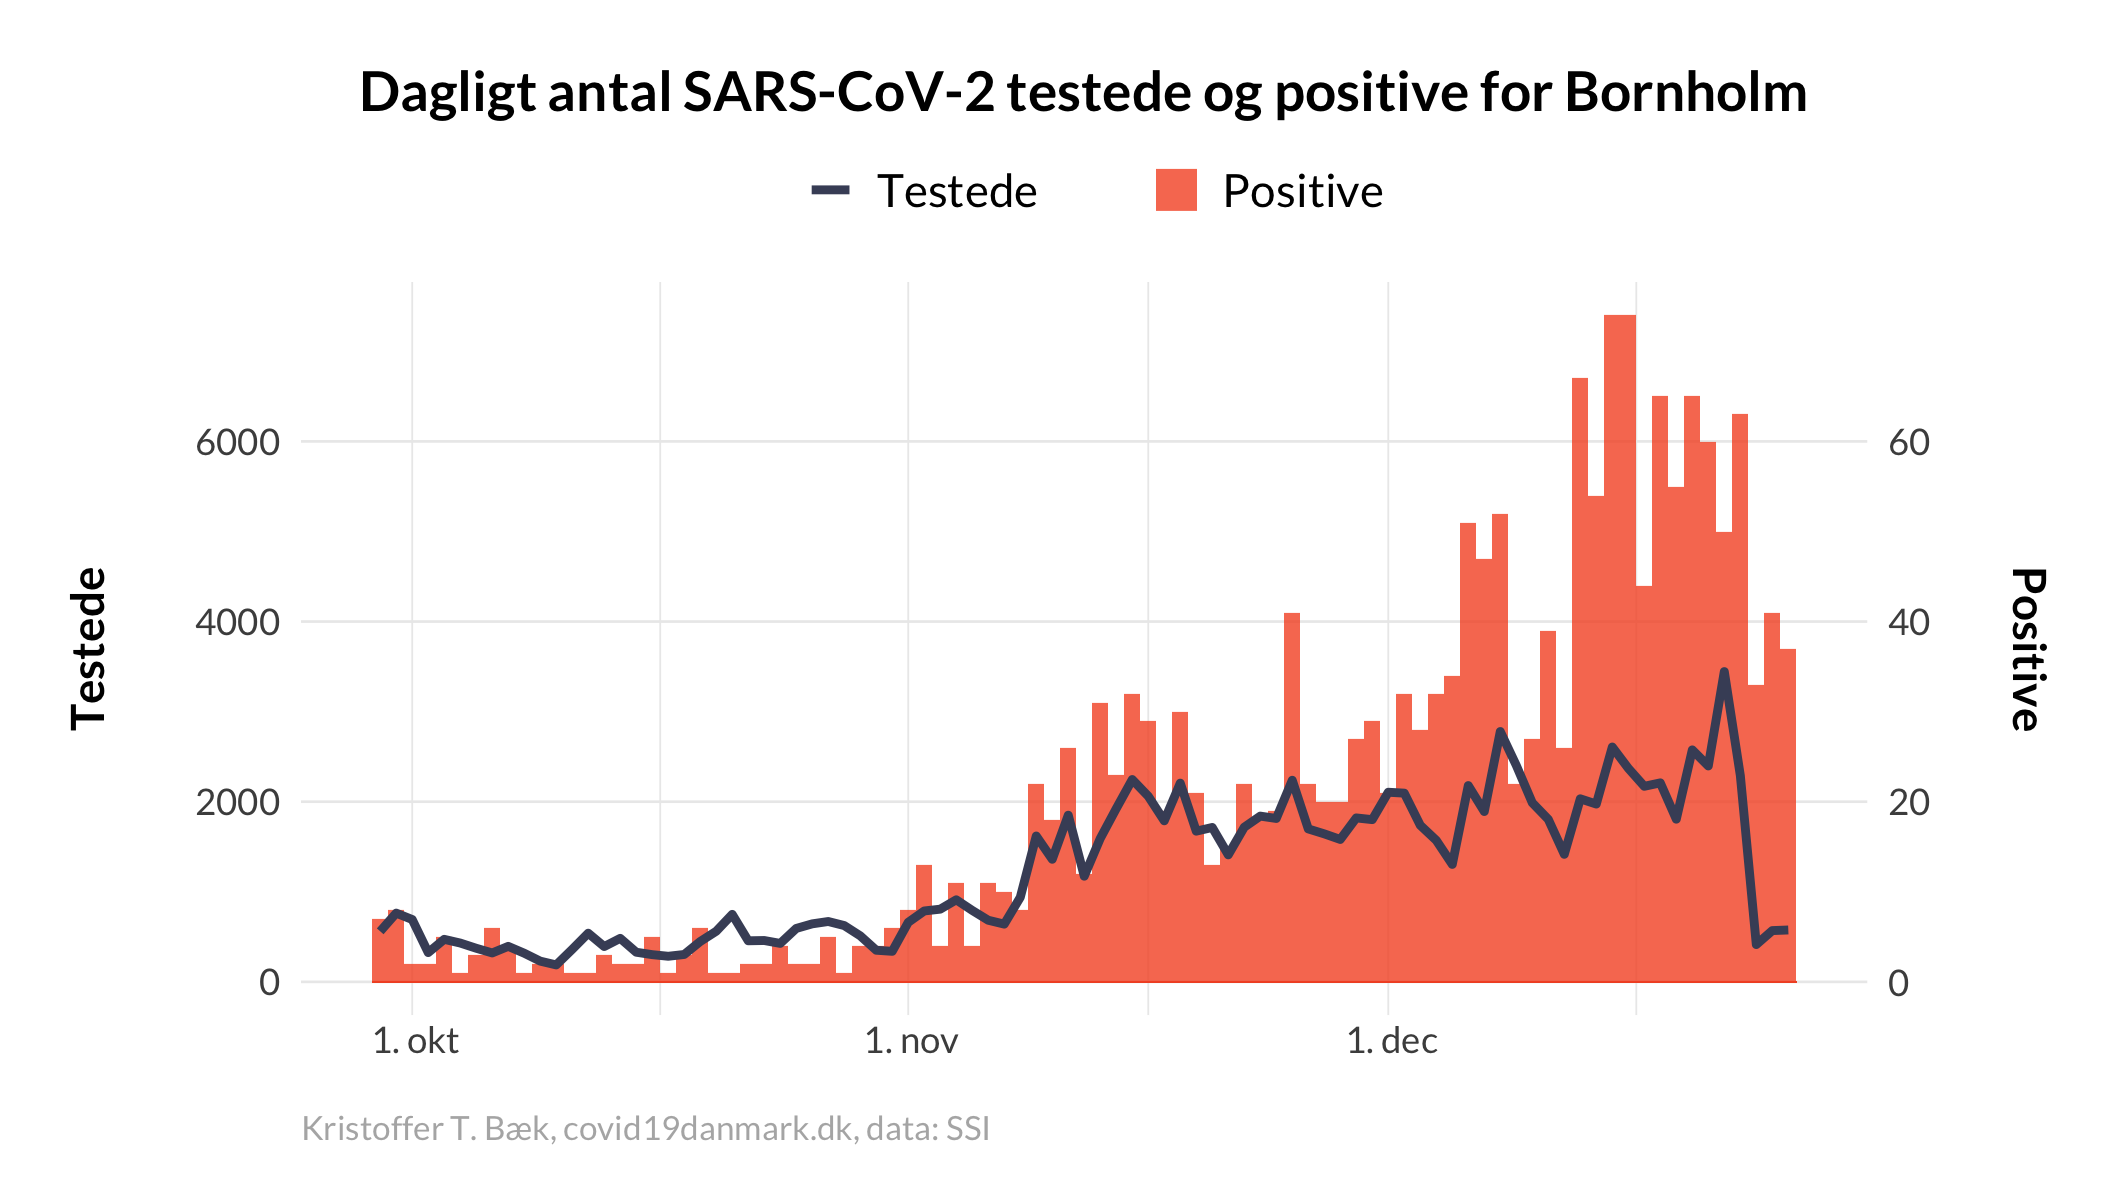 Dagligt antal SARS-CoV-2 testede og positive for Bornholm
Testede
Positive
Testede
6000
4000
2000
0
60
40
20
0
Positive
1. okt
1. nov
1. dec
Kristoffer T. Bæk, covid19danmark.dk, data: SSI